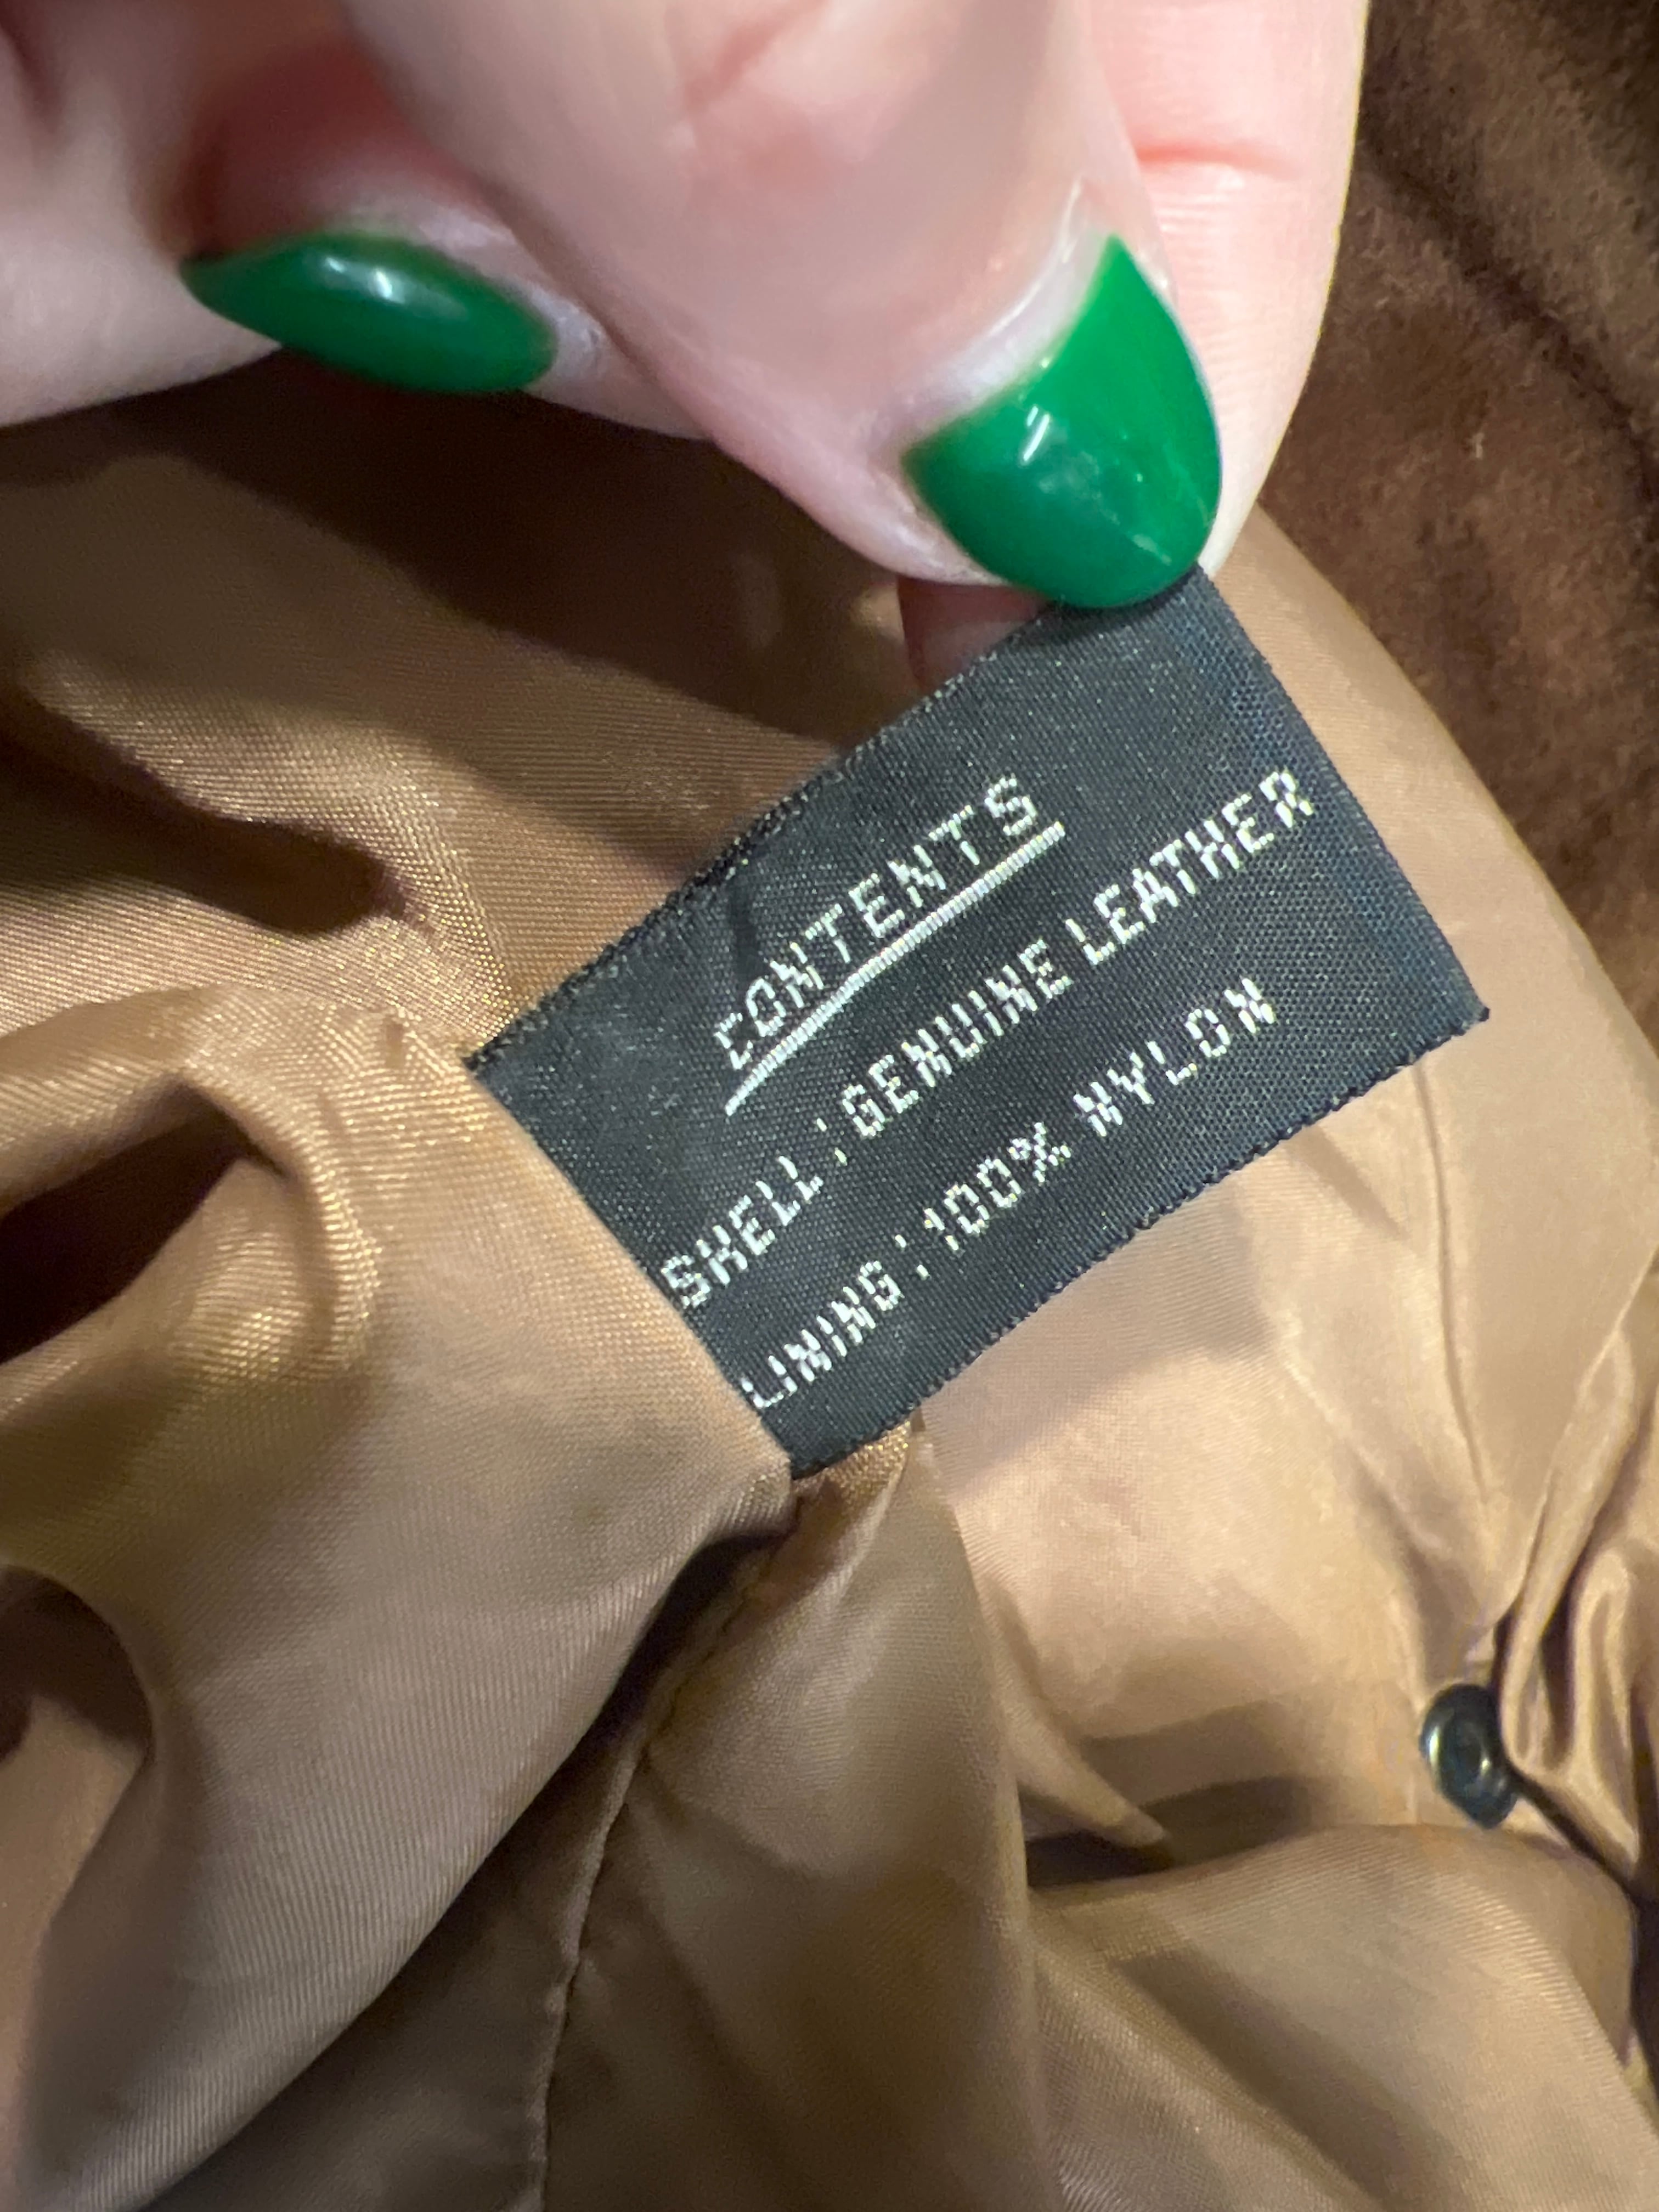 CONTENTS
SHELL : GENUINE LEATHER
LINING : 100% NYLON